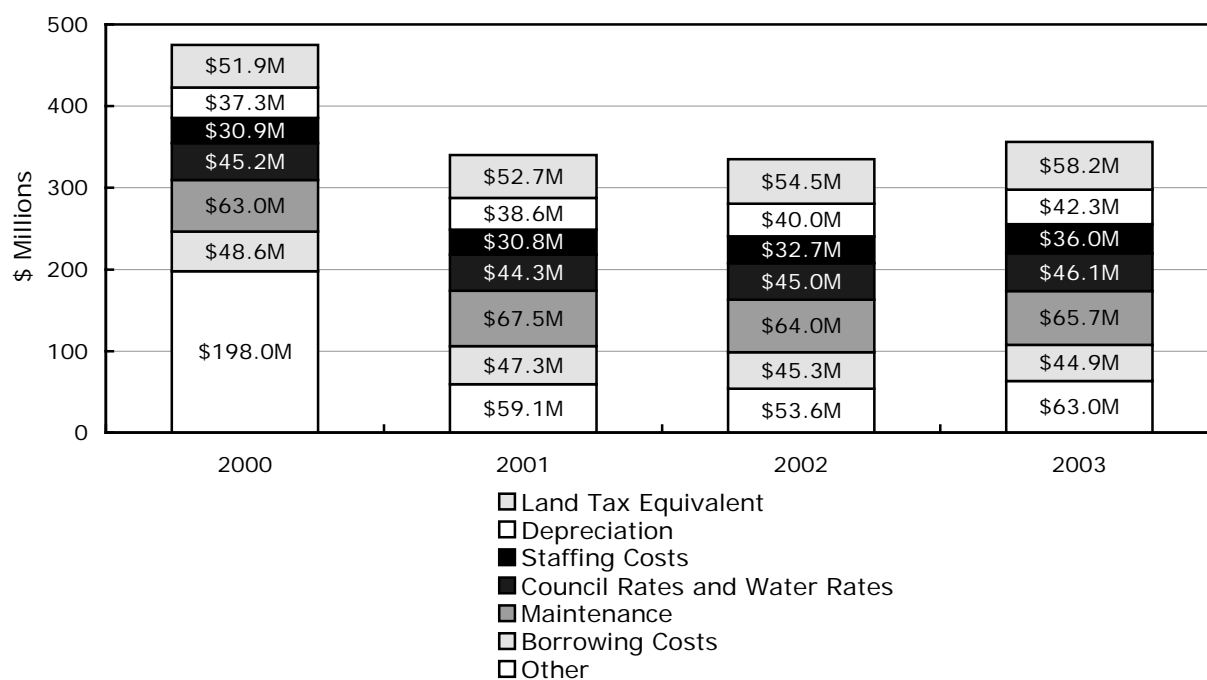 500
400
300
200
100
0
$ Millions
$51.9M
$37.3M
$30.9M
$45.2M
$63.0M
$48.6M
$198.0M
$52.7M
$38.6M
$30.8M
$44.3M
$67.5M
$47.3M
$59.1M
$54.5M
$40.0M
$32.7M
$45.0M
$64.0M
$45.3M
$53.6M
$58.2M
$42.3M
$36.0M
$46.1M
$65.7M
$44.9M
$63.0M
2000 2001 2002 2003
Land Tax Equivalent
Depreciation
Staffing Costs
Council Rates and Water Rates
Maintenance
Borrowing Costs
Other